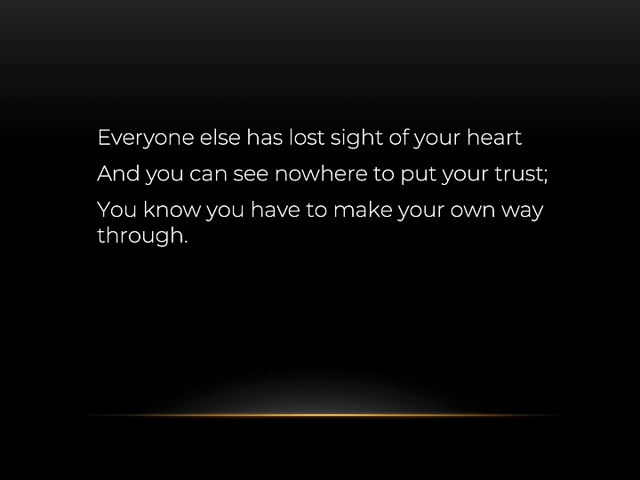 Everyone else has lost sight of your heart
And you can see nowhere to put your trust;
You know you have to make your own way
through.